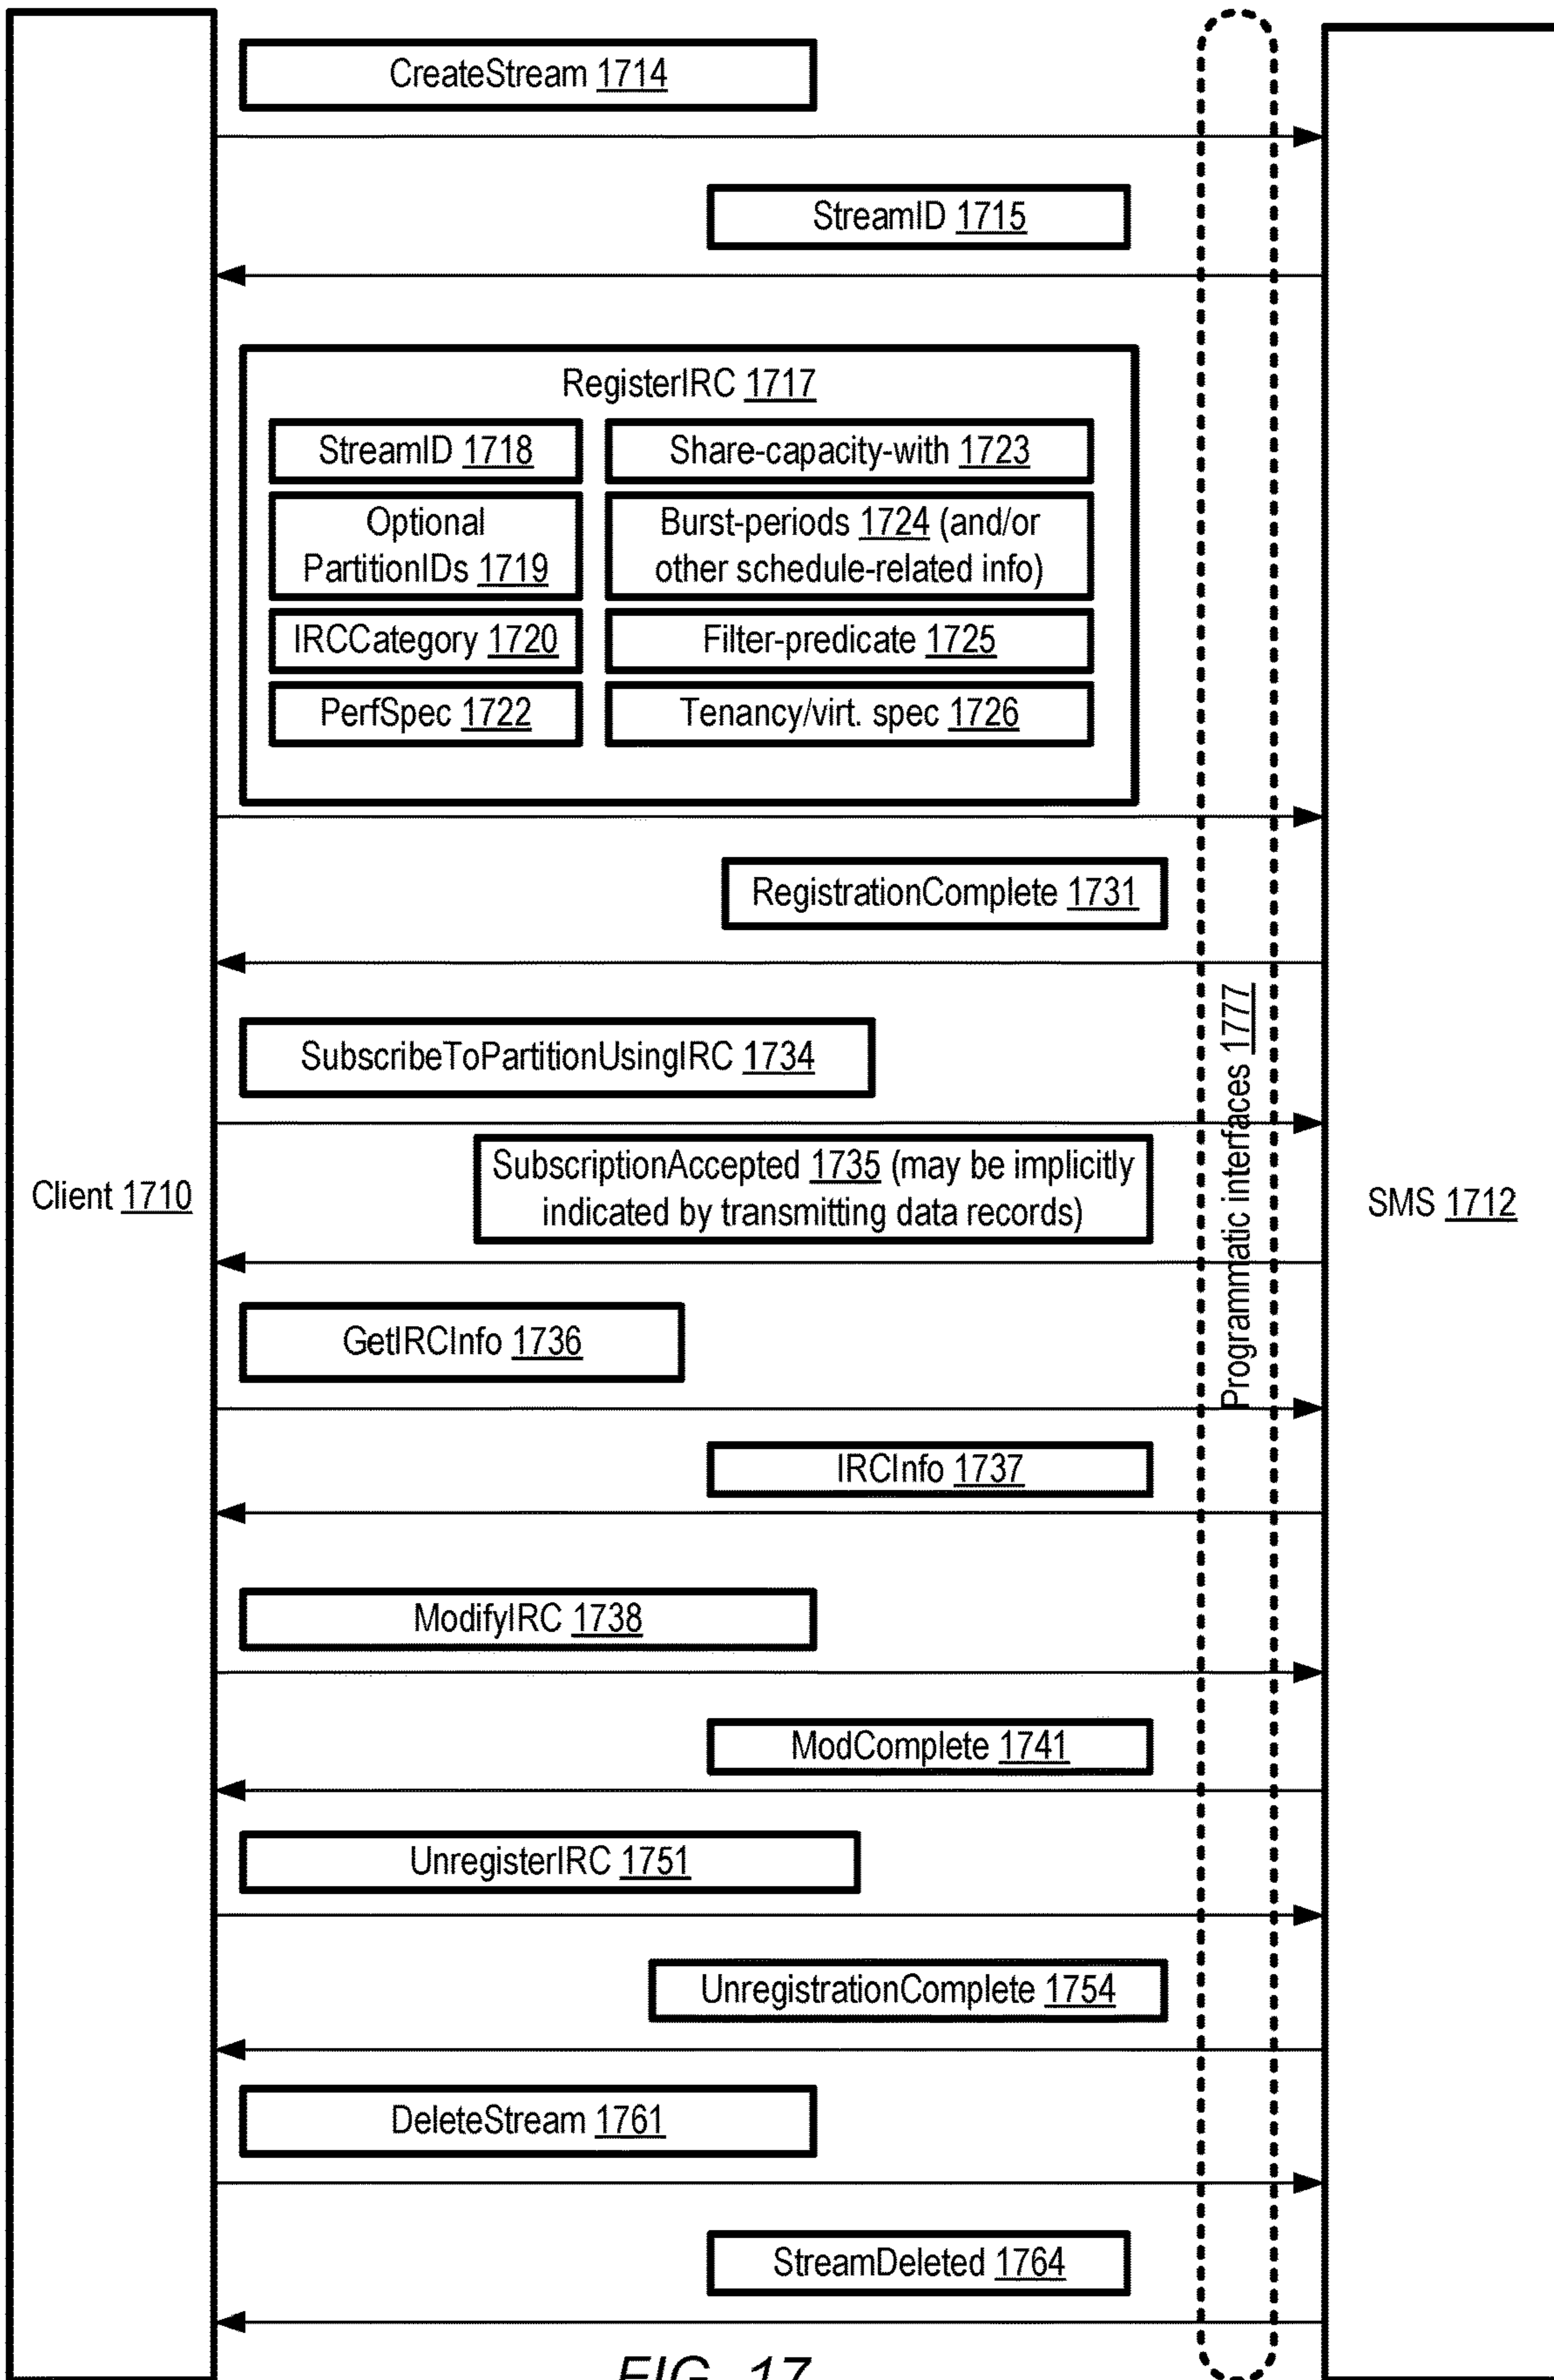 CreateStream 1714
StreamID 1715
RegisterIRC 1717
StreamID 1718
Share-capacity-with 1723
Optional
PartitionIDs 1719
Burst-periods 1724 (and/or
other schedule-related info)
IRCCategory 1720
Filter-predicate 1725
PerfSpec 1722
Tenancy/virt. spec 1726
RegistrationComplete 1731
SubscribeToPartitionUsingIRC 1734
SubscriptionAccepted 1735 (may be implicitly
indicated by transmitting data records)
Client 1710
Programmatic interfaces 1777
SMS 1712
GetIRCInfo 1736
IRCInfo 1737
ModifyIRC 1738
ModComplete 1741
UnregisterIRC 1751
UnregistrationComplete 1754
DeleteStream 1761
StreamDeleted 1764
FIG. 17